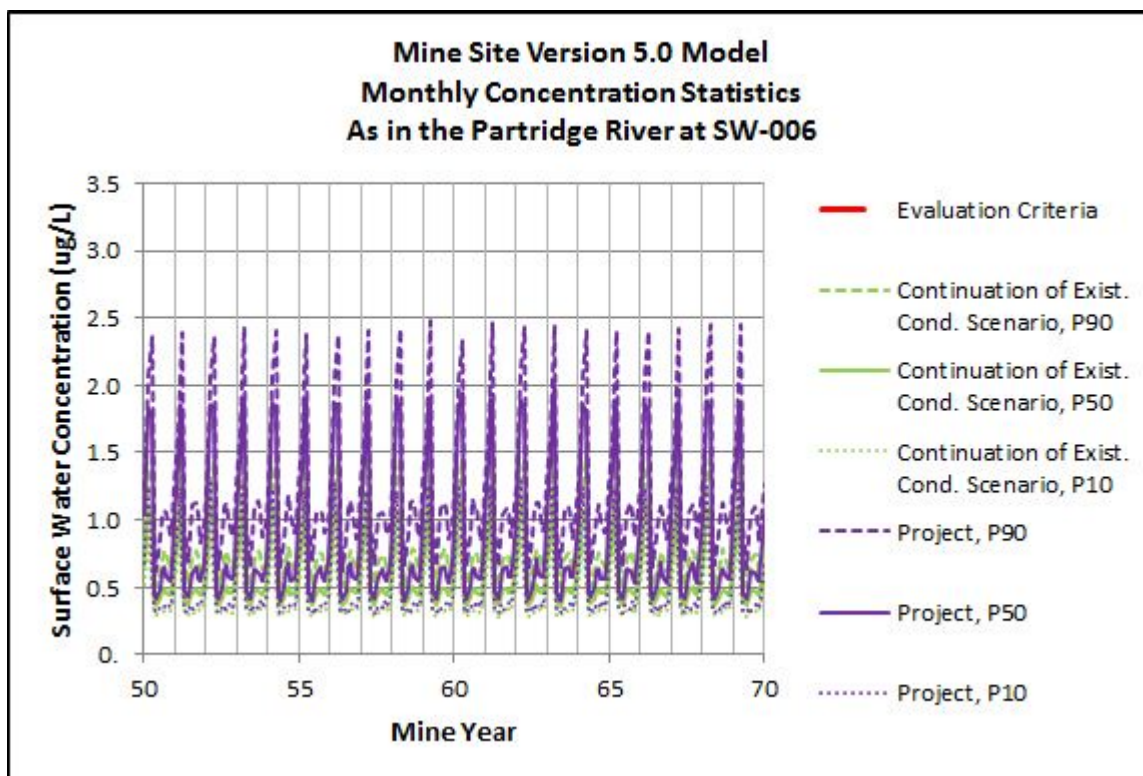 Mine Site Version 5.0 Model
Monthly Concentration Statistics
As in the Partridge River at SW-006
Surface Water Concentration (ug/L)
3.5
3.0
2.5
2.0
1.5
1.0
0.5
0.
50
55
60
65
70
Mine Year
Evaluation Criteria
Continuation of Exist.
Cond. Scenario, P90
Continuation of Exist.
Cond. Scenario, P50
Continuation of Exist.
Cond. Scenario, P10
Project, P90
Project, P50
Project, P10